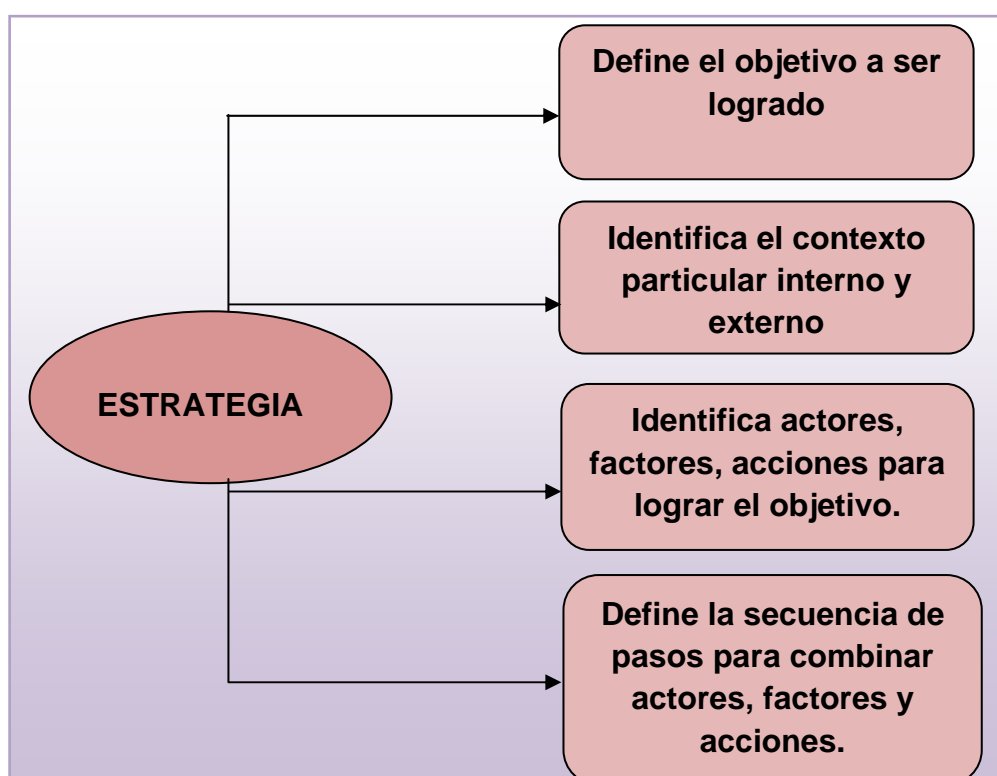 Define el objetivo a ser
logrado
Identifica el contexto
particular interno y
externo
ESTRATEGIA
Identifica actores,
factores, acciones para
lograr el objetivo.
Define la secuencia de
pasos para combinar
actores, factores y
acciones.